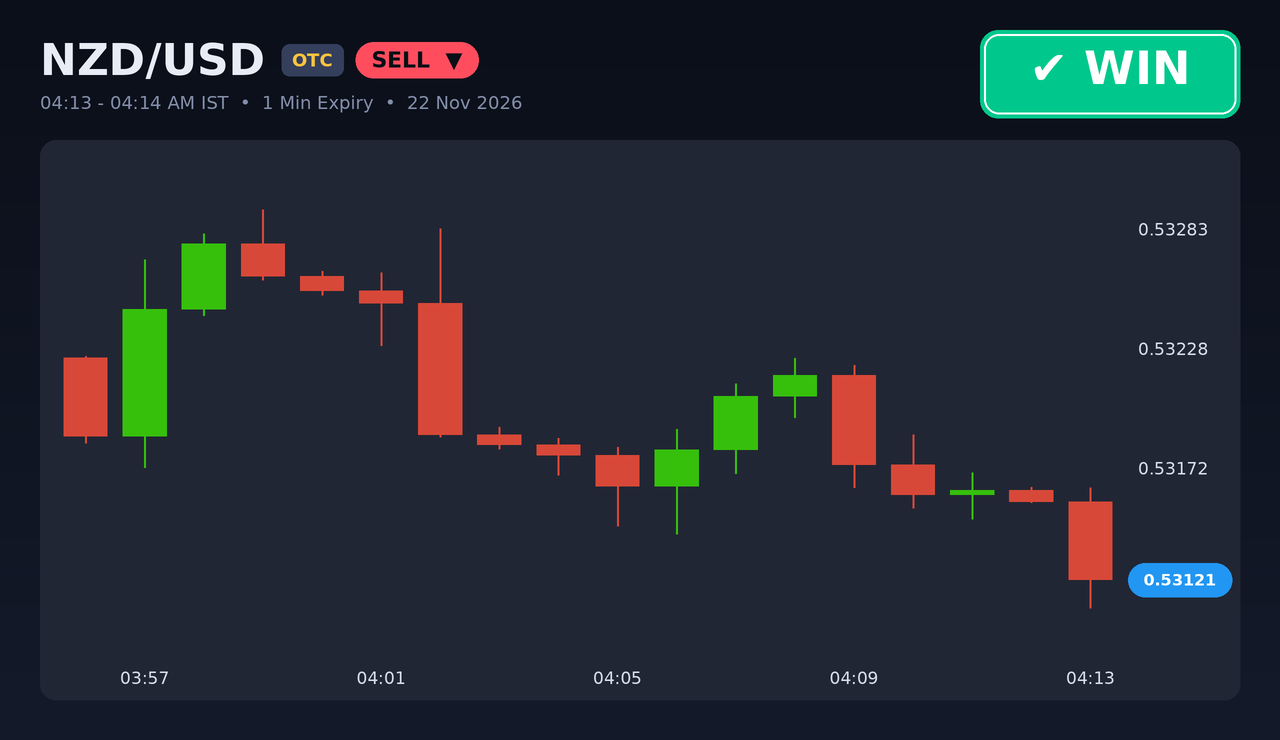 NZD/USD OTC SELL ▼
04:13 - 04:14 AM IST • 1 Min Expiry • 22 Nov 2026
✔ WIN
0.53283
0.53228
0.53172
0.53121
03:57 04:01 04:05 04:09 04:13